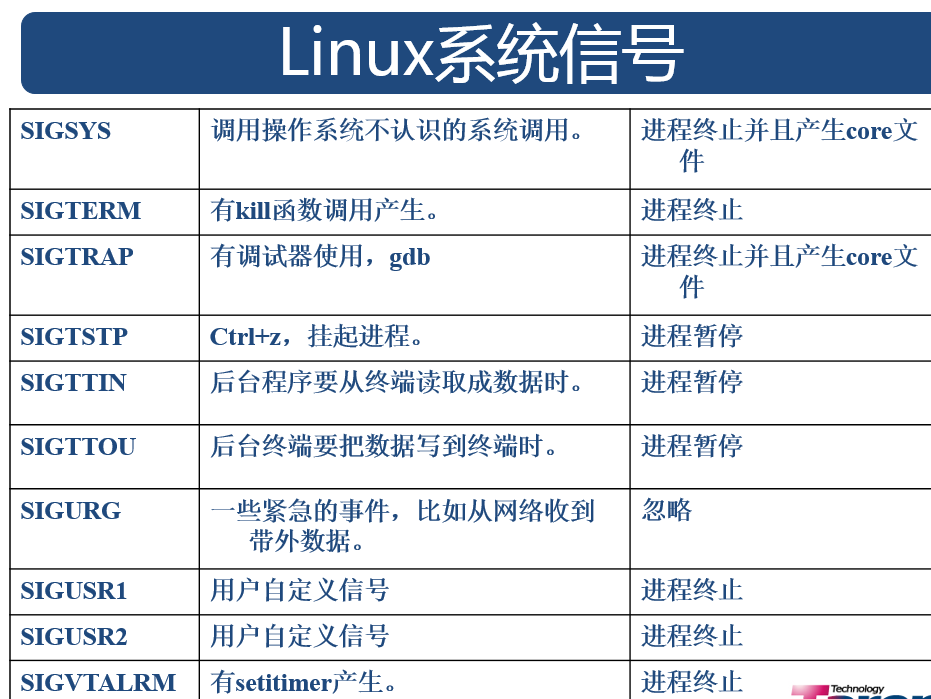 Linux系统信号
SIGSYS
调用操作系统不认识的系统调用。
进程终止并且产生core文
件
SIGTERM
有kill函数调用产生。
进程终止
SIGTRAP
有调试器使用，gdb
进程终止并且产生core文
件
SIGTSTP
Ctrl+z，挂起进程。
进程暂停
SIGTTIN
后台程序要从终端读取成数据时。
进程暂停
SIGTTOU
后台终端要把数据写到终端时。
进程暂停
SIGURG
一些紧急的事件，比如从网络收到
带外数据。
忽略
SIGUSR1
用户自定义信号
进程终止
SIGUSR2
用户自定义信号
进程终止
SIGVTALRM
有setitimer产生。
进程终止
Technology